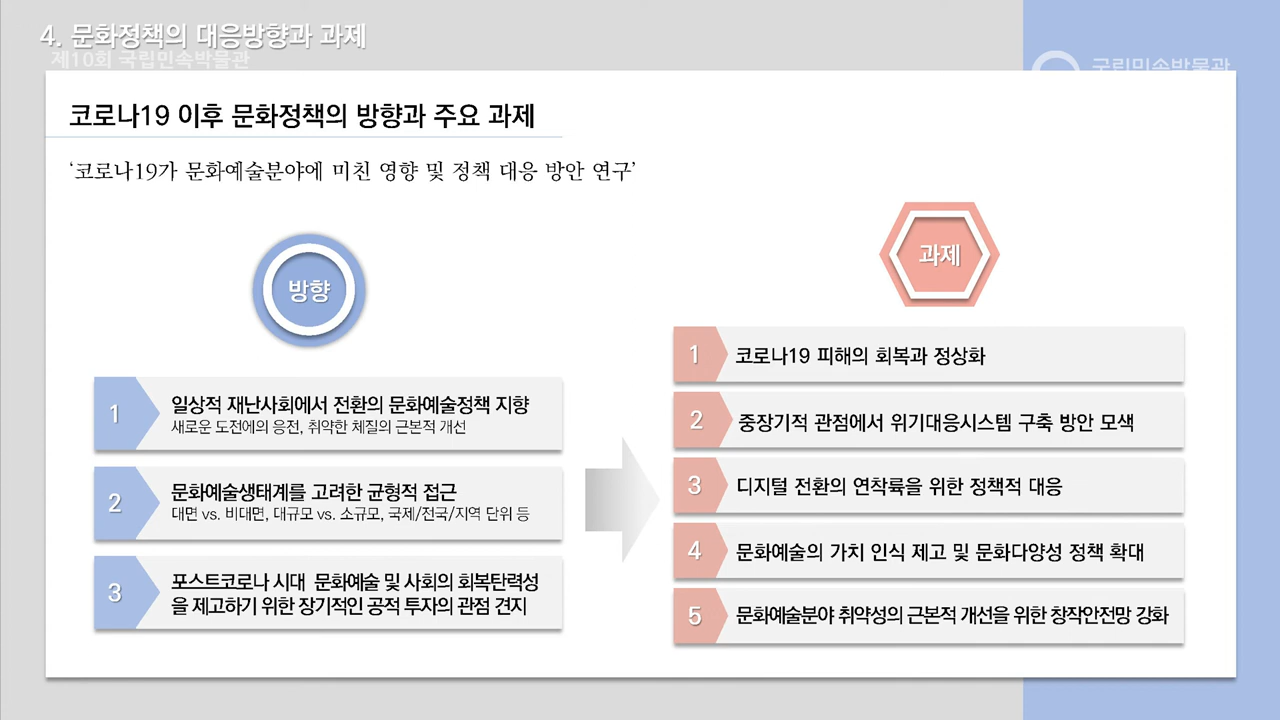 4. 문화정책의 대응방향과 과제
제10회 국립민속박물관
국립민속박물관
코로나19 이후 문화정책의 방향과 주요 과제
‘코로나19가 문화예술분야에 미친 영향 및 정책 대응 방안 연구’
방향
1
일상적 재난사회에서 전환의 문화예술정책 지향
새로운 도전에의 응전, 취약한 체질의 근본적 개선
2
문화예술생태계를 고려한 균형적 접근
대면 vs. 비대면, 대규모 vs. 소규모, 국제/전국/지역 단위 등
3
포스트코로나 시대 문화예술 및 사회의 회복탄력성
을 제고하기 위한 장기적인 공적 투자의 관점 견지
과제
1 코로나19 피해의 회복과 정상화
2 중장기적 관점에서 위기대응시스템 구축 방안 모색
3 디지털 전환의 연착륙을 위한 정책적 대응
4 문화예술의 가치 인식 제고 및 문화다양성 정책 확대
5 문화예술분야 취약성의 근본적 개선을 위한 창작안전망 강화